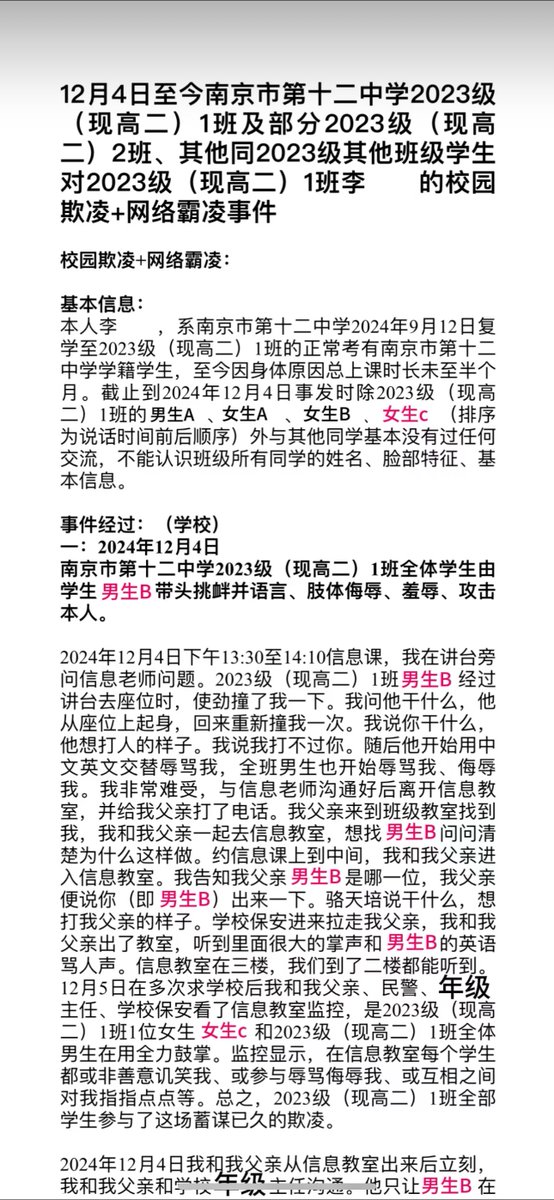 12月4日至今南京市第十二中学2023级
（现高二）1班及部分2023级（现高
二）2班、其他同2023级其他班级学生
对2023级（现高二）1班李 的校园
欺凌+网络霸凌事件
校园欺凌+网络霸凌：
基本信息：
本人李 ，系南京市第十二中学2024年9月12日复
学至2023级（现高二）1班的正常考有南京市第十二
中学学籍学生，至今因身体原因总上课时长未至半个
月。截止到2024年12月4日事发时除2023级（现高
二）1班的男生A 、女生A 、女生B 、女生c （排序
为说话时间前后顺序）外与其他同学基本没有过任何
交流，不能认识班级所有同学的姓名、脸部特征、基
本信息。
事件经过：（学校）
一：2024年12月4日
南京市第十二中学2023级（现高二）1班全体学生由
学生男生B带头挑衅并语言、肢体侮辱、羞辱、攻击
本人。
2024年12月4日下午13:30至14:10信息课，我在讲台旁
问信息老师问题。2023级（现高二）1班男生B 经过
讲台去座位时，使劲撞了我一下。我问他干什么，他
从座位上起身，回来重新撞我一次。我说你干什么，
他想打人的样子。我说我打不过你。随后他开始用中
文英文交替辱骂我，全班男生也开始辱骂我、侮辱
我。我非常难受，与信息老师沟通好后离开信息教
室，并给我父亲打了电话。我父亲来到班级教室找到
我，我和我父亲一起去信息教室，想找男生B问问清
楚为什么这样做。约信息课上到中间，我和我父亲进
入信息教室。我告知我父亲男生B是哪一位，我父亲
便说你（即男生B）出来一下。骆天培说干什么，想
打我父亲的样子。学校保安进来拉走我父亲，我和我
父亲出了教室，听到里面很大的掌声和男生B的英语
骂人声。信息教室在三楼，我们到了二楼都能听到。
12月5日在多次求学校后我和我父亲、民警、年级
主任、学校保安看了信息教室监控，是2023级（现高
二）1班1位女生 女生c 和2023级（现高二）1班全体
男生在用全力鼓掌。监控显示，在信息教室每个学生
都或非善意讥笑我、或参与辱骂侮辱我、或互相之间
对我指指点点等。总之，2023级（现高二）1班全部
学生参与了这场蓄谋已久的欺凌。
2024年12月4日我和我父亲从信息教室出来后立刻，
我和我父亲和学校年级主任沟通。他只让男生B 在